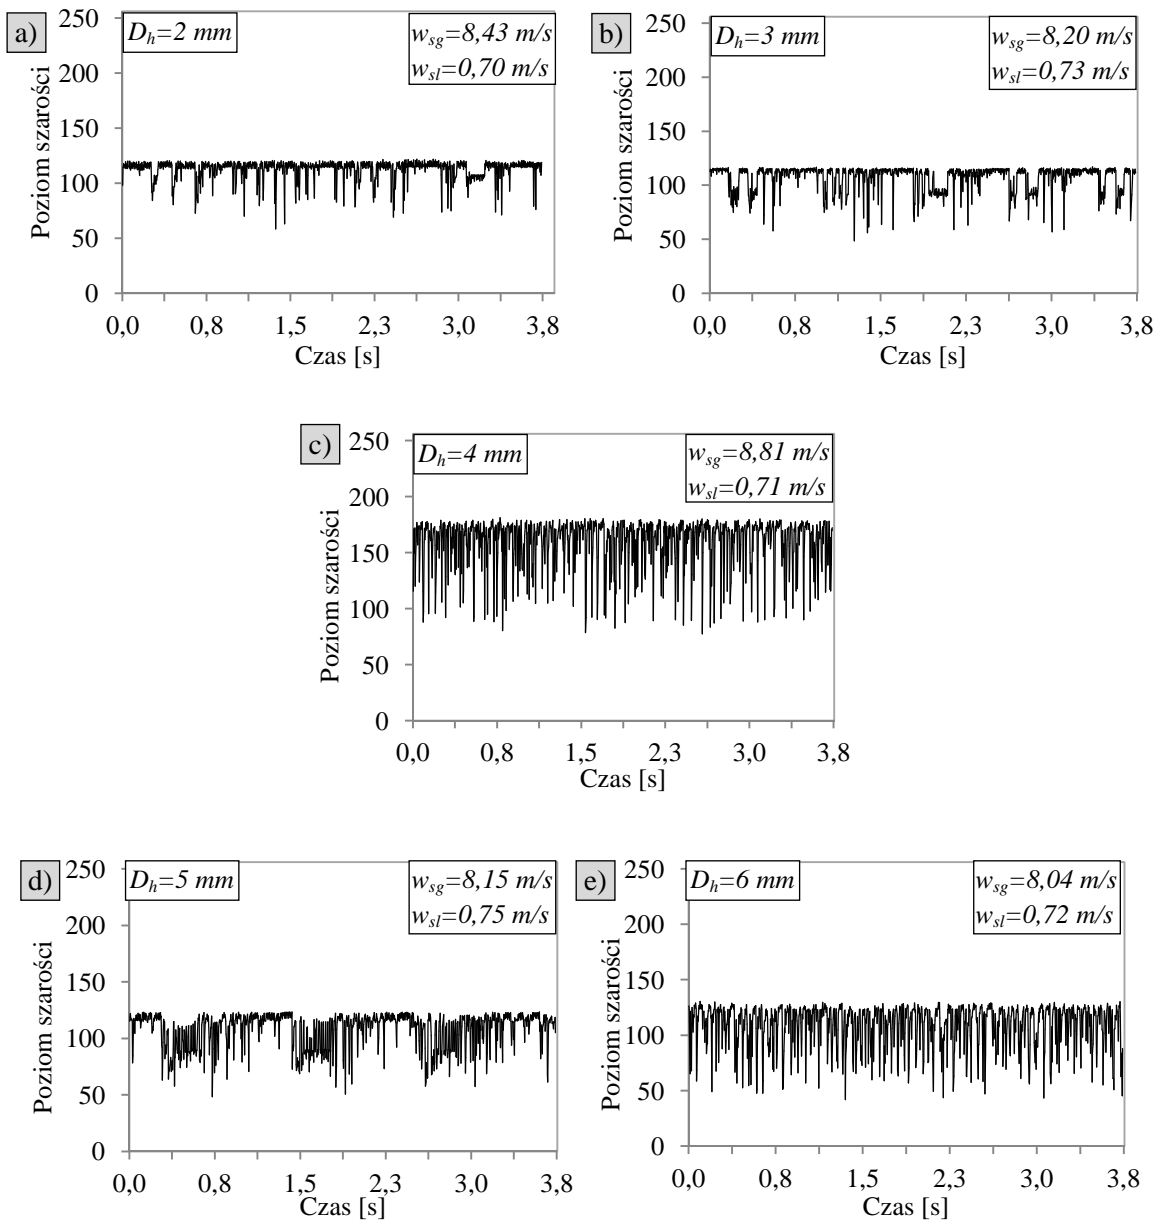 a)
D_h=2 mm
w_sg=8,43 m/s
w_sl=0,70 m/s
Poziom szarości
250
200
150
100
50
0
0,0 0,8 1,5 2,3 3,0 3,8
Czas [s]
b)
D_h=3 mm
w_sg=8,20 m/s
w_sl=0,73 m/s
Poziom szarości
250
200
150
100
50
0
0,0 0,8 1,5 2,3 3,0 3,8
Czas [s]
c)
D_h=4 mm
w_sg=8,81 m/s
w_sl=0,71 m/s
Poziom szarości
250
200
150
100
50
0
0,0 0,8 1,5 2,3 3,0 3,8
Czas [s]
d)
D_h=5 mm
w_sg=8,15 m/s
w_sl=0,75 m/s
Poziom szarości
250
200
150
100
50
0
0,0 0,8 1,5 2,3 3,0 3,8
Czas [s]
e)
D_h=6 mm
w_sg=8,04 m/s
w_sl=0,72 m/s
Poziom szarości
250
200
150
100
50
0
0,0 0,8 1,5 2,3 3,0 3,8
Czas [s]